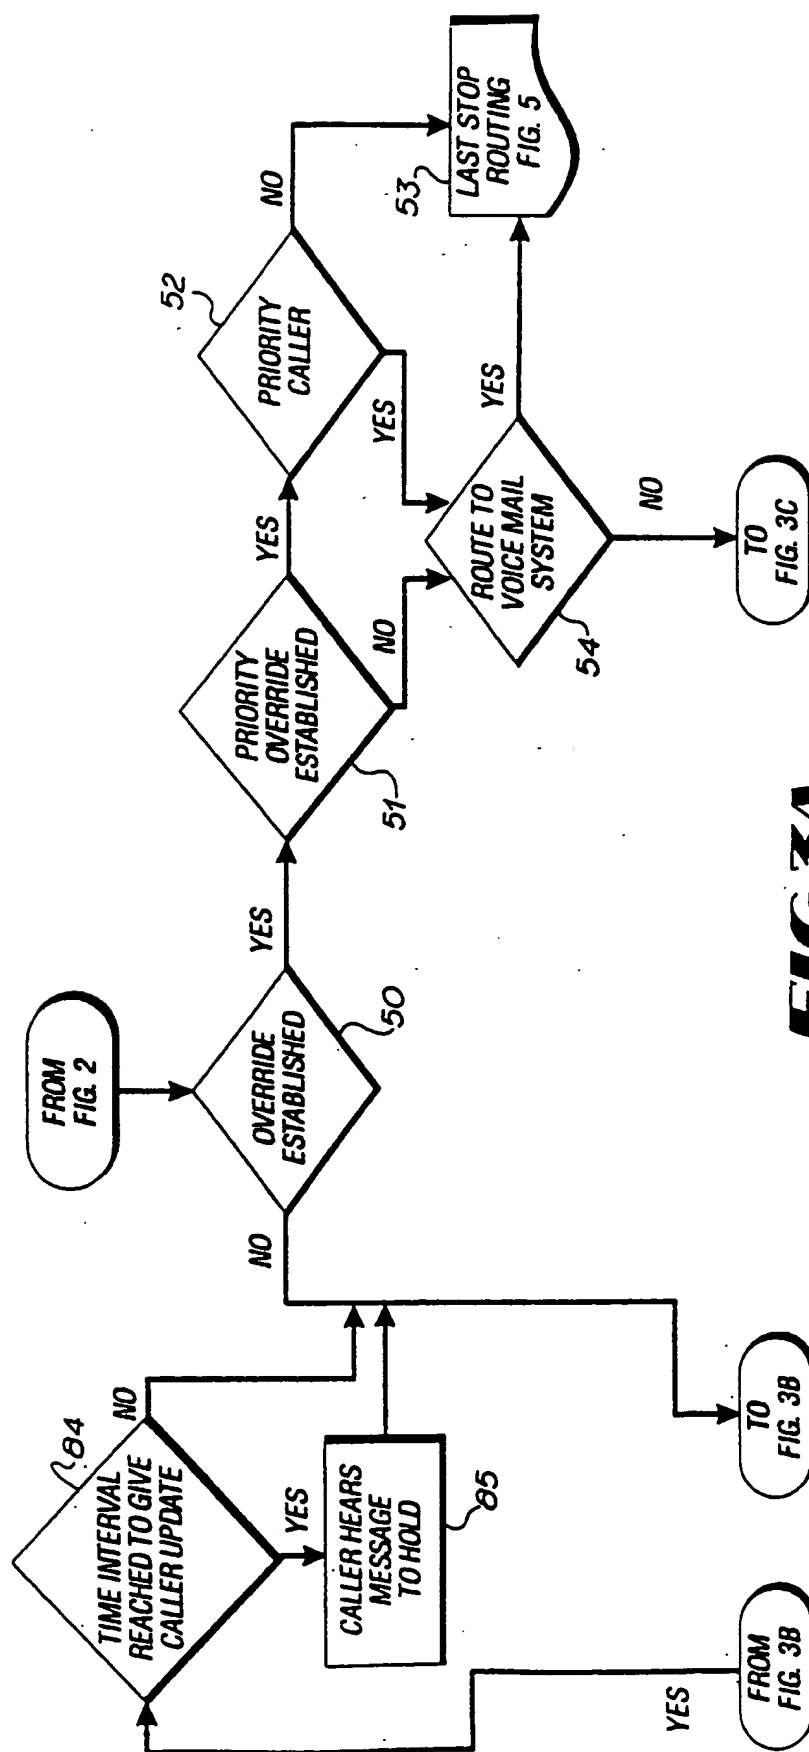 TIME INTERVAL
REACHED TO GIVE
CALLER UPDATE
84
NO
YES
CALLER HEARS
MESSAGE
TO HOLD
85
YES
FROM
FIG. 3B
TO
FIG. 3B
FROM
FIG. 2
OVERRIDE
ESTABLISHED
50
NO
YES
PRIORITY
OVERRIDE
ESTABLISHED
51
YES
NO
PRIORITY
CALLER
52
NO
YES
ROUTE TO
VOICE MAIL
SYSTEM
54
YES
NO
LAST STOP
ROUTING
FIG. 5
53
TO
FIG. 3C
FIG 3A